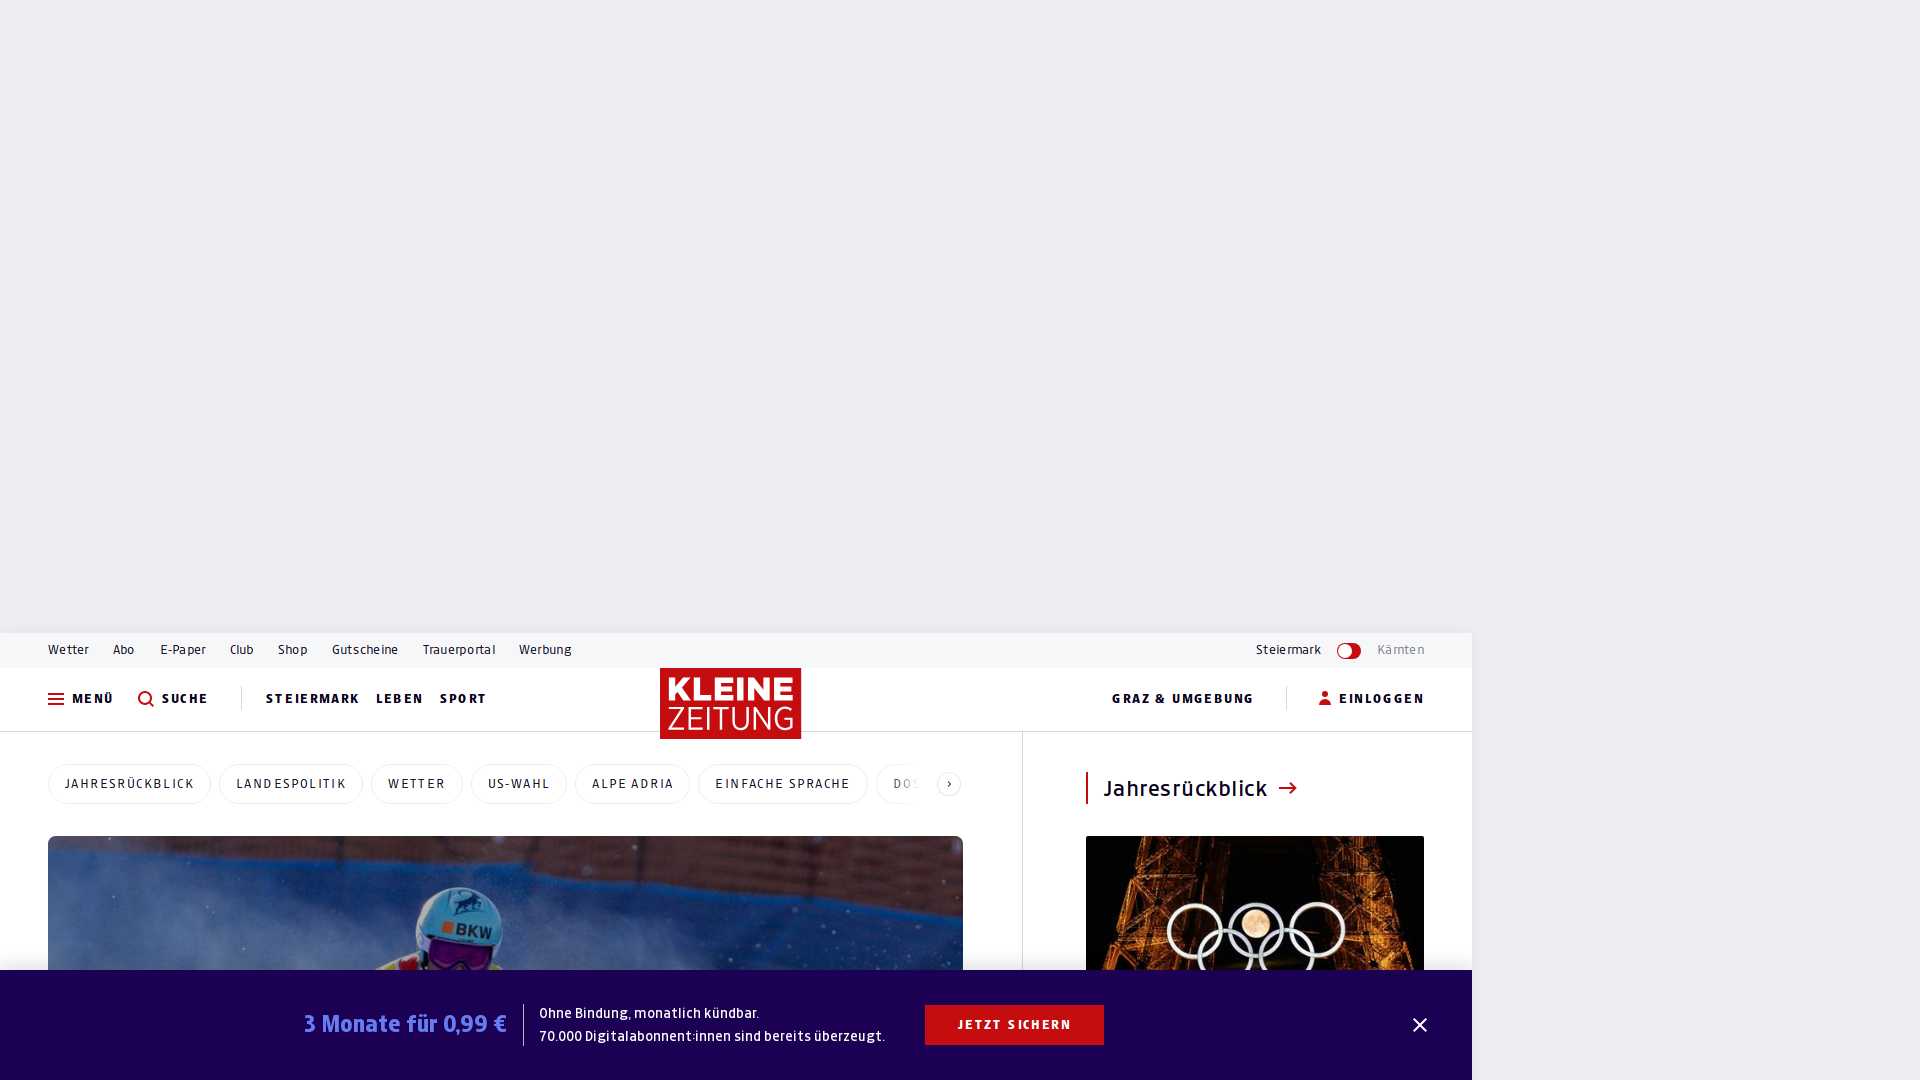 Wetter Abo E-Paper Club Shop Gutscheine Trauerportal Werbung Steiermark Kärnten
MENÜ SUCHE STEIERMARK LEBEN SPORT KLEINE ZEITUNG GRAZ & UMGEBUNG EINLOGGEN
JAHRESRÜCKBLICK LANDESPOLITIK WETTER US-WAHL ALPE ADRIA EINFACHE SPRACHE
Jahresrückblick
BKW
3 Monate für 0,99 €
Ohne Bindung, monatlich kündbar.
70.000 Digitalabonnent:innen sind bereits überzeugt.
JETZT SICHERN